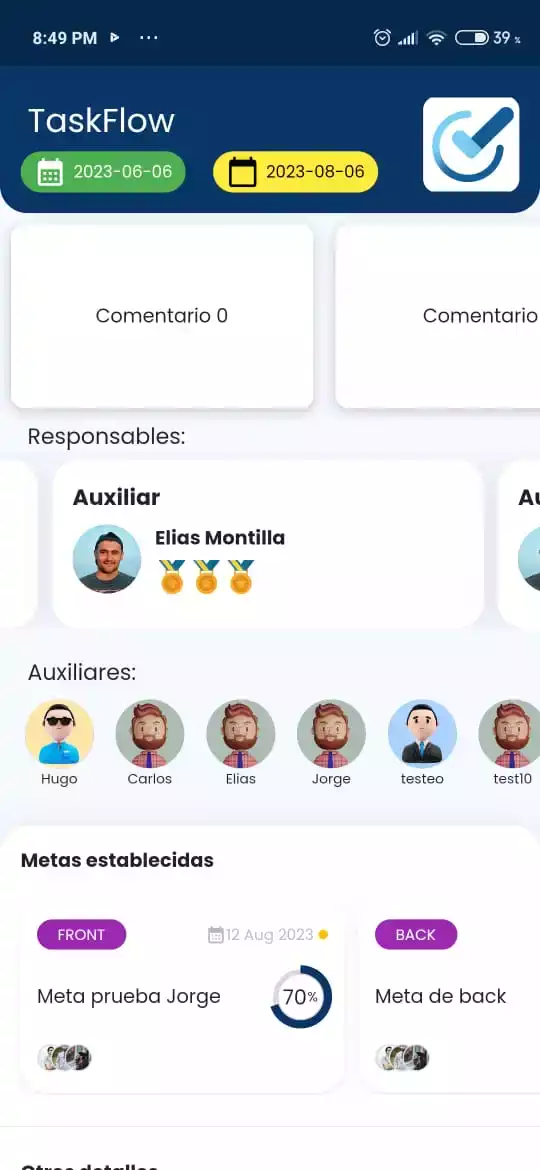 8:49 PM
39 %
TaskFlow
2023-06-06
2023-08-06
Comentario 0
Comentario
Responsables:
Auxiliar
Au
Elias Montilla
Auxiliares:
Hugo
Carlos
Elias
Jorge
testeo
test10
Metas establecidas
FRONT
12 Aug 2023
BACK
Meta prueba Jorge
70%
Meta de back
Otros detalles